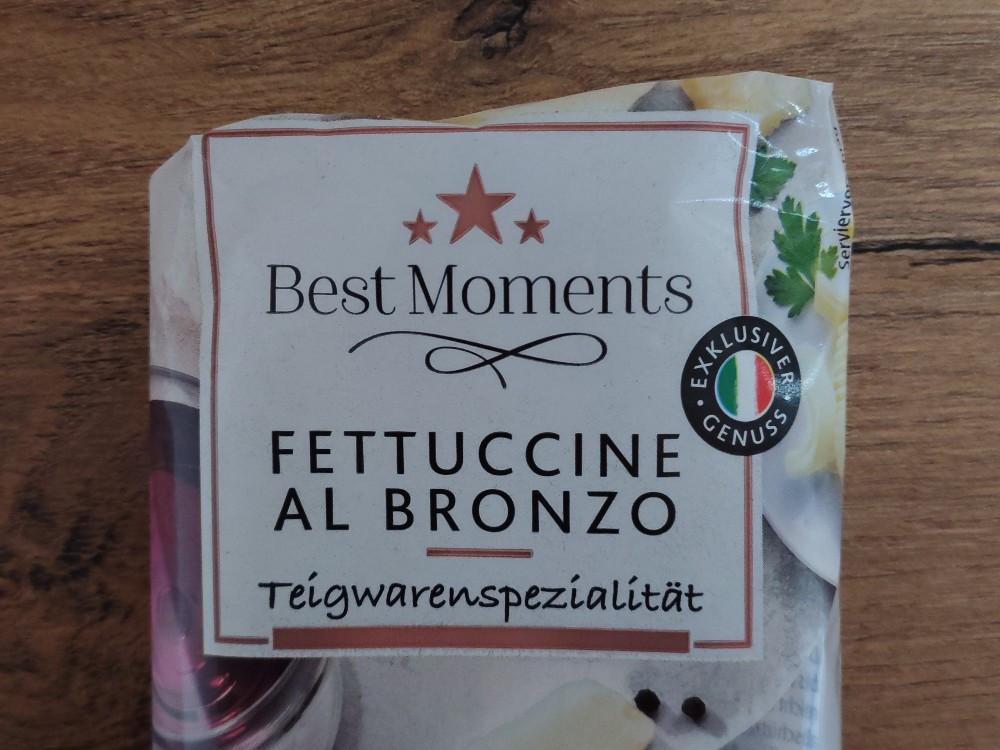 Best Moments
EXKLUSIVER
GENUSS
FETTUCCINE
AL BRONZO
Teigwarenspezialität